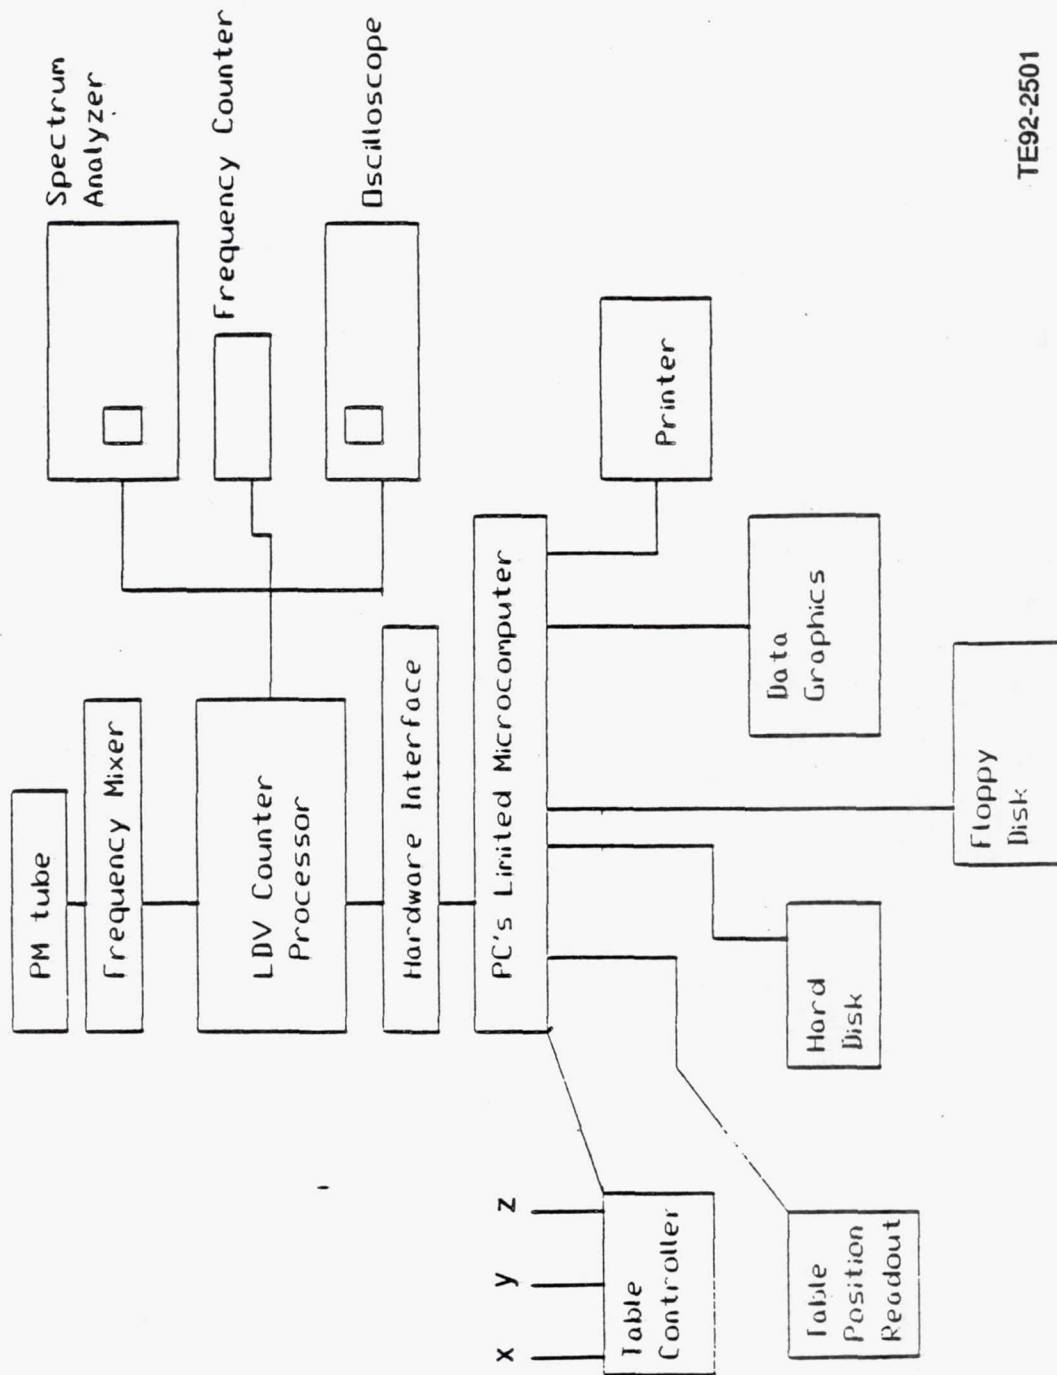 PM tube
Frequency Mixer
LDV Counter
Processor
Hardware Interface
PC's Limited Microcomputer
Spectrum
Analyzer
Frequency Counter
Oscilloscope
x y z
Table
Controller
Table
Position
Readout
Hard
Disk
Floppy
Disk
Data
Graphics
Printer
TE92-2501